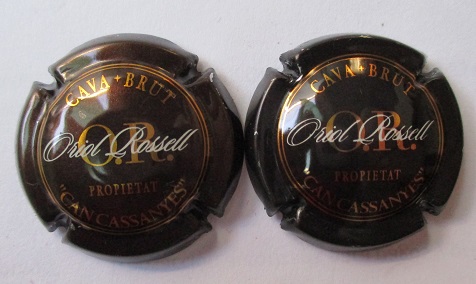 CAVA + BRUT
O.R.
Oriol Rossell
PROPIETAT
"CAN CASSANYES"
CAVA + BRUT
O.R.
Oriol Rossell
PROPIETAT
"CAN CASSANYES"